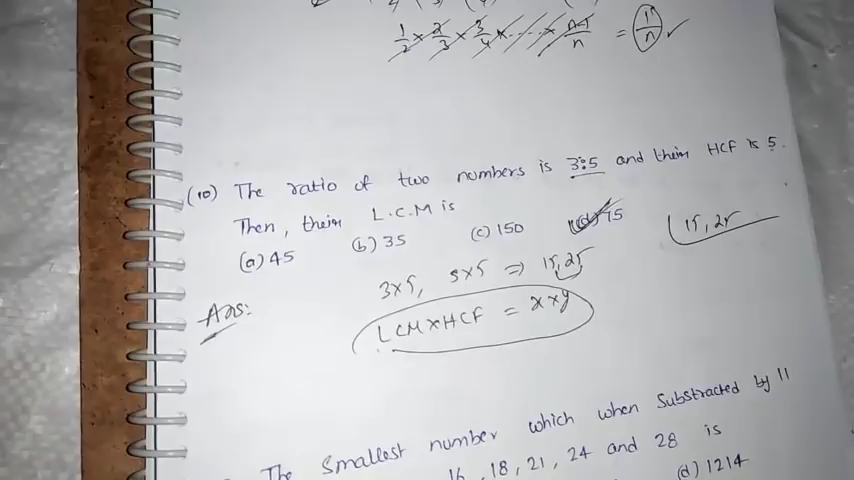 1/2 × 2/3 × 3/4 × ..... × n-1/n = 1/n ✓
(10) The ratio of two numbers is 3:5 and their HCF is 5.
Then, their L.C.M is
(a) 45 (b) 35 (c) 150 (d) 75
15, 25
3×5, 5×5 ⇒ 15, 25
Ans:
LCM×HCF = x×y
The smallest number which when substracted by 11
16, 18, 21, 24 and 28 is
(d) 1214